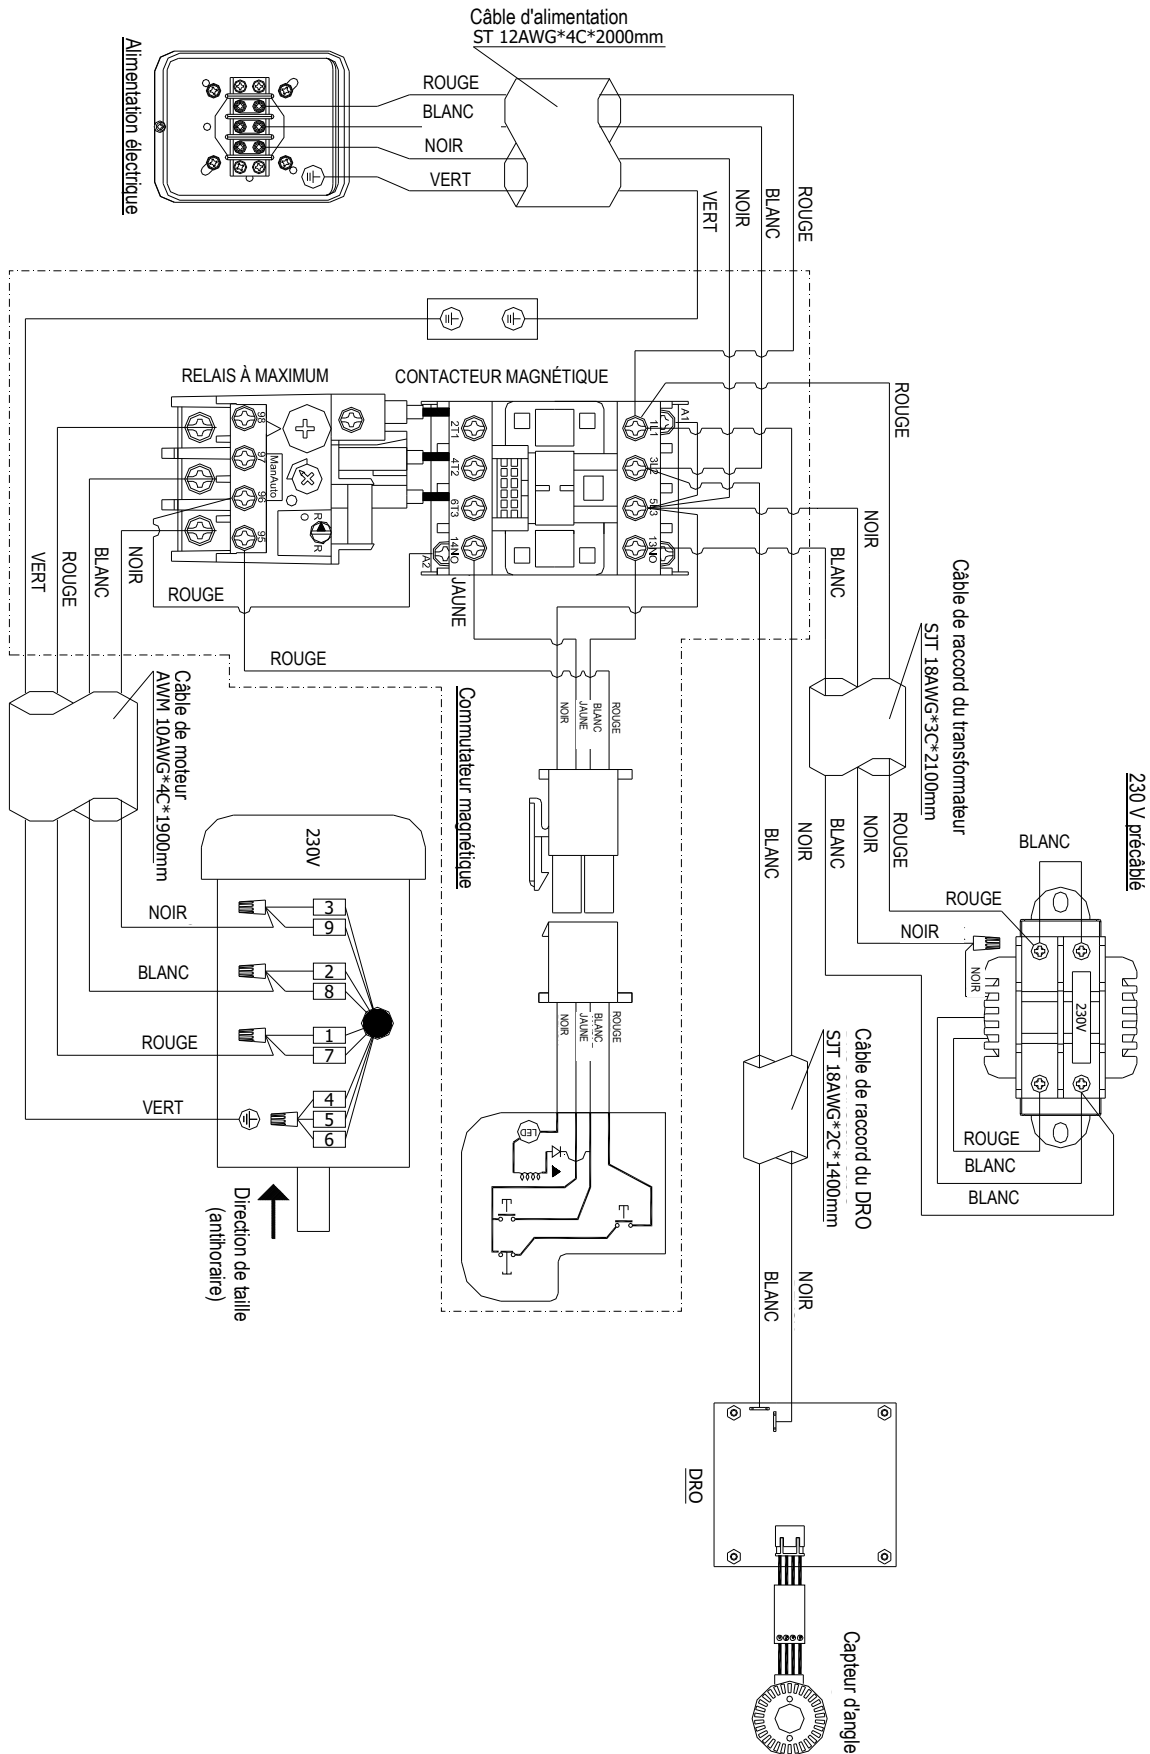 Câble d'alimentation
ST 12AWG*4C*2000mm
Alimentation électrique
ROUGE
BLANC
NOIR
VERT
VERT
NOIR
BLANC
ROUGE
RELAIS À MAXIMUM
CONTACTEUR MAGNÉTIQUE
98
97
96
95
ManAuto
R
R
2T1
4T2
6T3
14NO
A2
A1
1L1
3L2
5L3
13NO
ROUGE
NOIR
BLANC
Câble de raccord du transformateur
SJT 18AWG*3C*2100mm
VERT
ROUGE
BLANC
NOIR
ROUGE
JAUNE
ROUGE
Câble de moteur
AWM 10AWG*4C*1900mm
Commutateur magnétique
NOIR
JAUNE
BLANC
ROUGE
BLANC
NOIR
BLANC
NOIR
ROUGE
230 V précâblé
BLANC
ROUGE
NOIR
NOIR
230V
ROUGE
BLANC
BLANC
230V
NOIR
3
9
BLANC
2
8
ROUGE
1
7
VERT
4
5
6
Direction de taille
(antihoraire)
NOIR
JAUNE
BLANC
ROUGE
LED
Câble de raccord du DRO
SJT 18AWG*2C*1400mm
BLANC
NOIR
DRO
Capteur d'angle